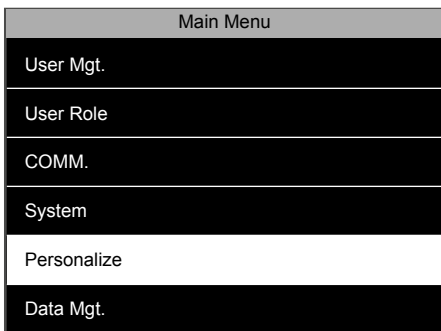 Main Menu
User Mgt.
User Role
COMM.
System
Personalize
Data Mgt.